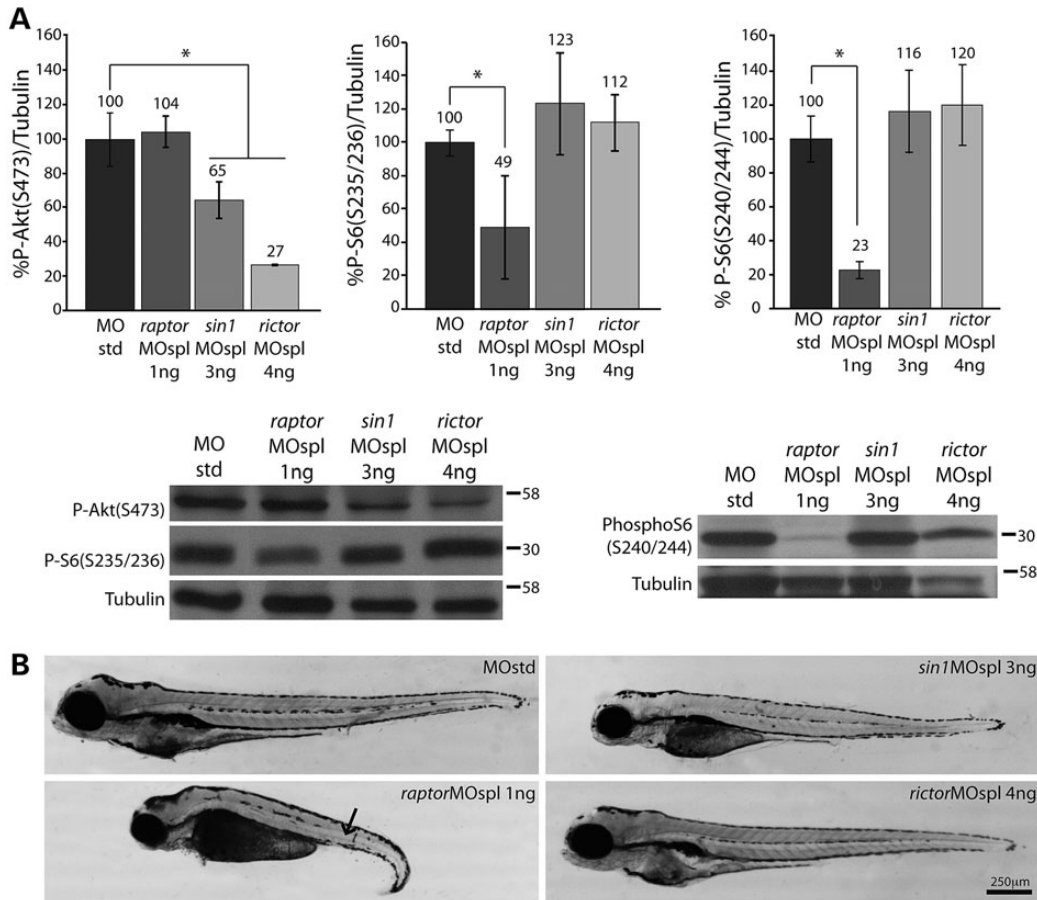 A
%P-Akt(S473)/Tubulin
160
140
120
100
80
60
40
20
0
100
104
65
27
*
MO
std
raptor
MOspl
1ng
sin1
MOspl
3ng
rictor
MOspl
4ng
%P-S6(S235/236)/Tubulin
160
140
120
100
80
60
40
20
0
100
49
123
112
*
MO
std
raptor
MOspl
1ng
sin1
MOspl
3ng
rictor
MOspl
4ng
% P-S6(S240/244)/Tubulin
160
140
120
100
80
60
40
20
0
100
23
116
120
*
MO
std
raptor
MOspl
1ng
sin1
MOspl
3ng
rictor
MOspl
4ng
MO
std
raptor
MOspl
1ng
sin1
MOspl
3ng
rictor
MOspl
4ng
P-Akt(S473)
58
P-S6(S235/236)
30
58
Tubulin
MO
std
raptor
MOspl
1ng
sin1
MOspl
3ng
rictor
MOspl
4ng
PhosphoS6
(S240/244)
30
58
Tubulin
B
MOstd
sin1MOspl 3ng
raptorMOspl 1ng
rictorMOspl 4ng
250μm